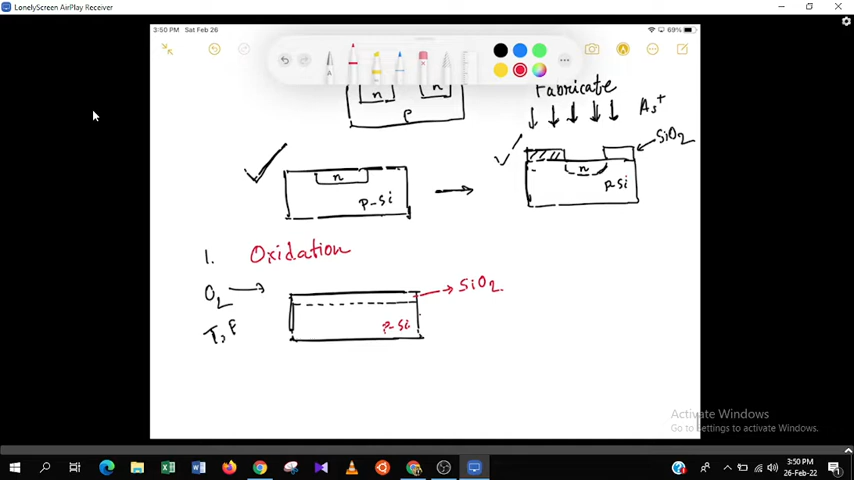 LonelyScreen AirPlay Receiver
3:50 PM Sat Feb 26
69%
A
Fabricate
n n
As+
P
SiO2
n
n
P-Si
P-Si
1. Oxidation
O2
SiO2
T, P
P-Si
Activate Windows
Go to Settings to activate Windows.
3:50 PM
26-Feb-22